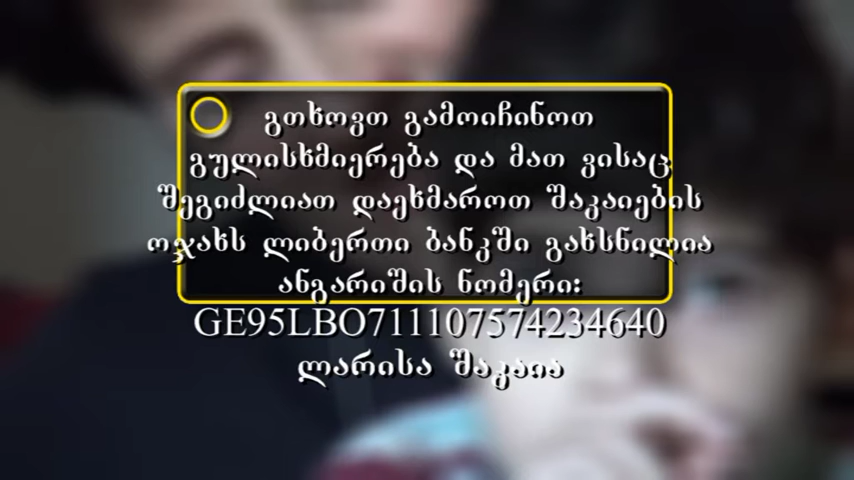 გთხოვთ გამოიჩინოთ
გულისხმიერება და მათ ვისაც
შეგიძლიათ დაეხმაროთ შაკაიების
ოჯახს ლიბერთი ბანკში გახსნილია
ანგარიშის ნომერი:
GE95LBO711107574234640
ლარისა შაკაია